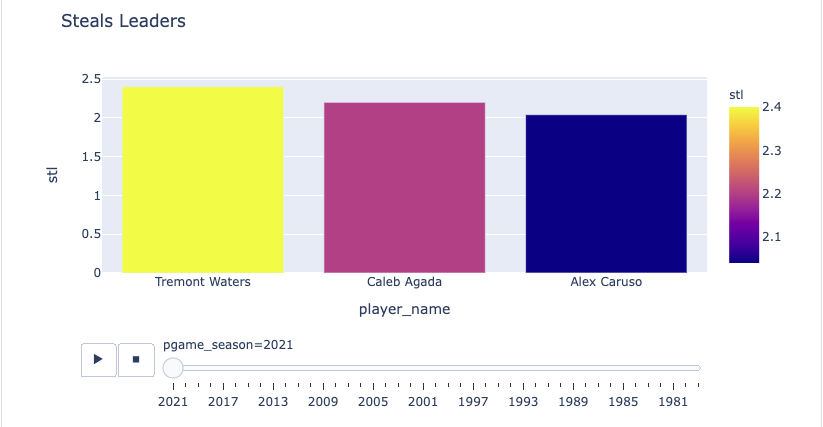 Steals Leaders
stl
2.5
2
1.5
1
0.5
0
stl
2.4
2.3
2.2
2.1
Tremont Waters Caleb Agada Alex Caruso
player_name
pgame_season=2021
2021 2017 2013 2009 2005 2001 1997 1993 1989 1985 1981